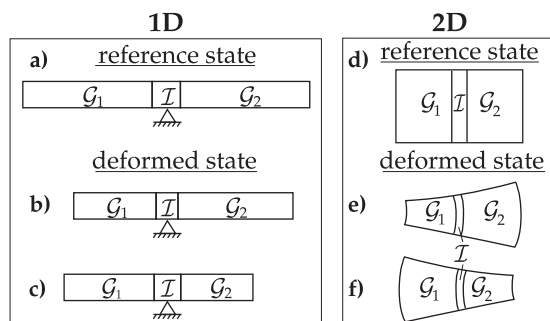 1D
a) reference state
𝒢₁ ℐ 𝒢₂
deformed state
b) 𝒢₁ ℐ 𝒢₂
c) 𝒢₁ ℐ 𝒢₂
2D
reference state
d) 𝒢₁ ℐ 𝒢₂
deformed state
e) 𝒢₁ 𝒢₂
ℐ
f) 𝒢₁ 𝒢₂